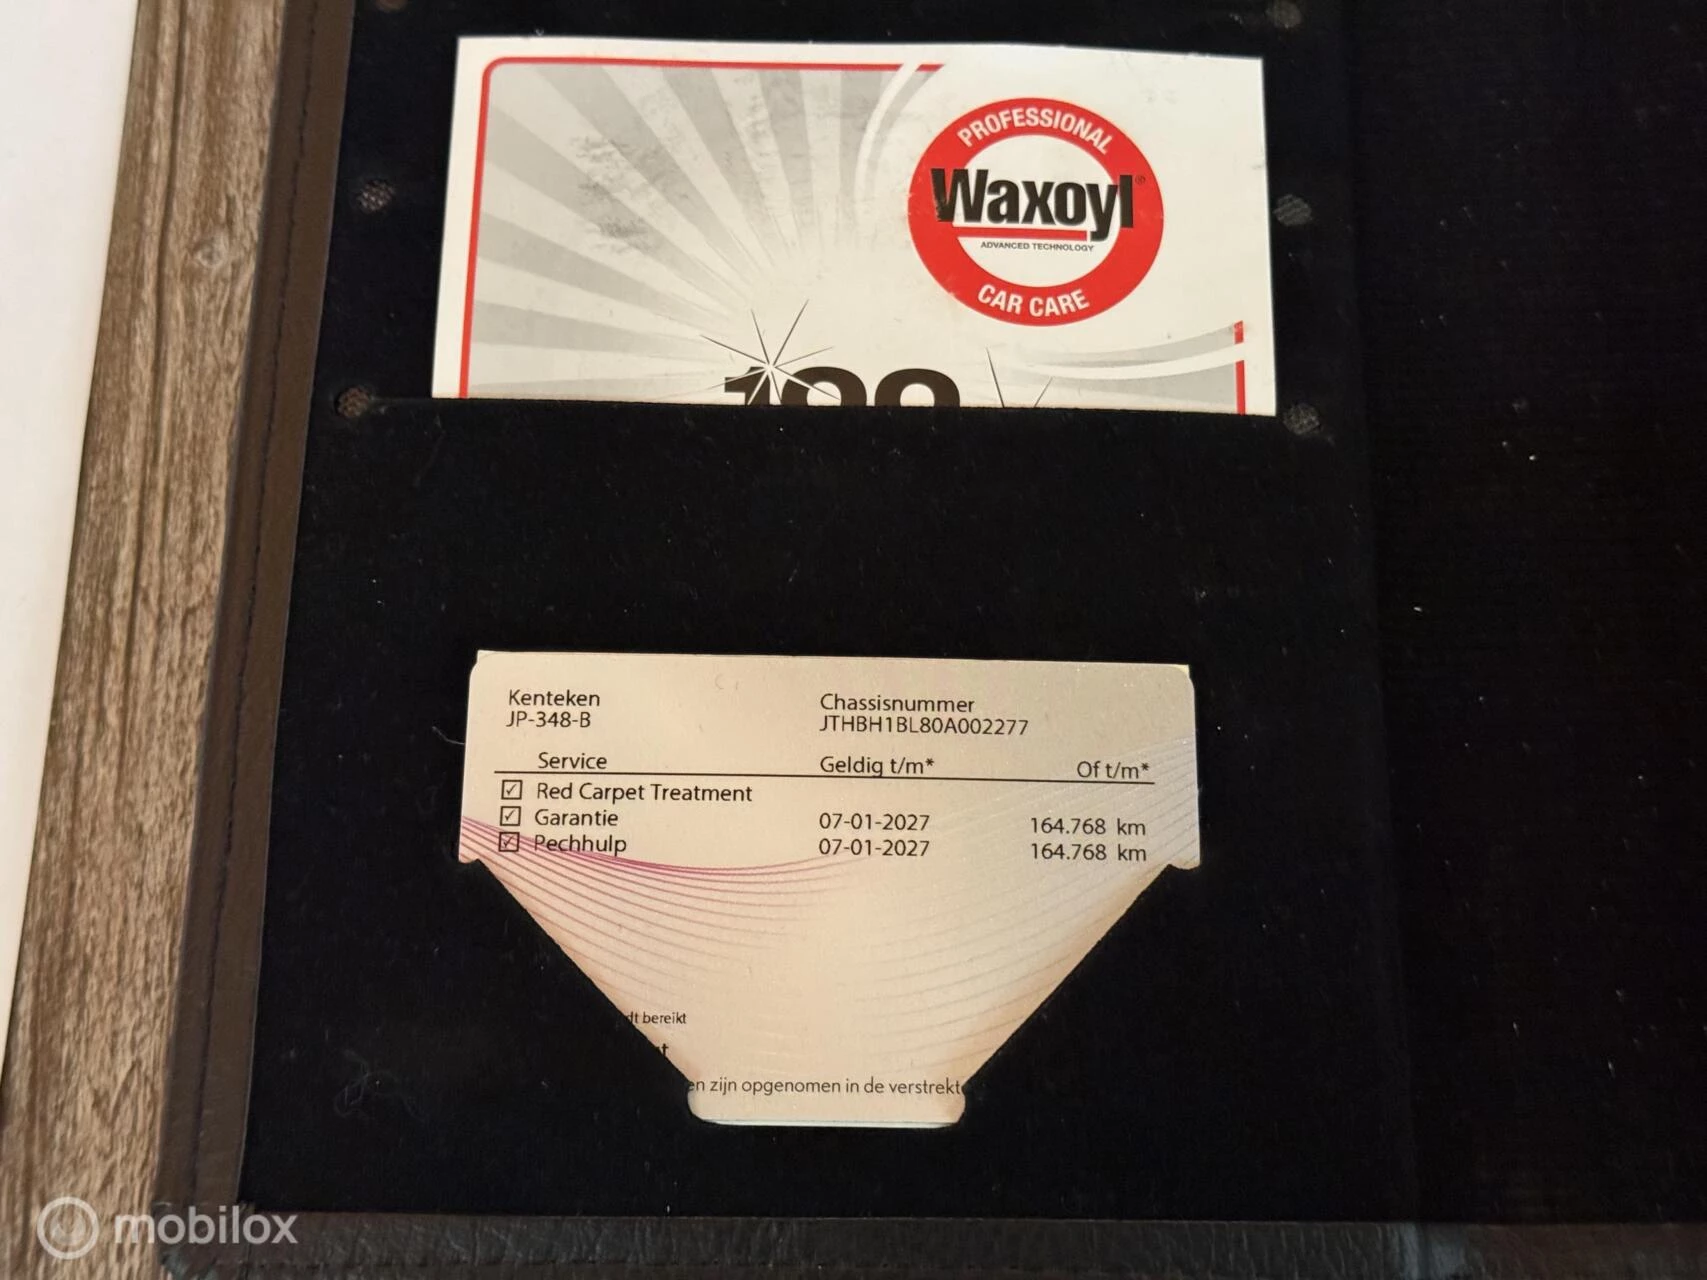 PROFESSIONAL
Waxoyl®
ADVANCED TECHNOLOGY
CAR CARE
Kenteken Chassisnummer
JP-348-B JTHBH1BL80A002277
Service Geldig t/m* Of t/m*
Red Carpet Treatment
Garantie 07-01-2027 164.768 km
Pechhulp 07-01-2027 164.768 km
dt bereikt
en zijn opgenomen in de verstrekte
mobilox